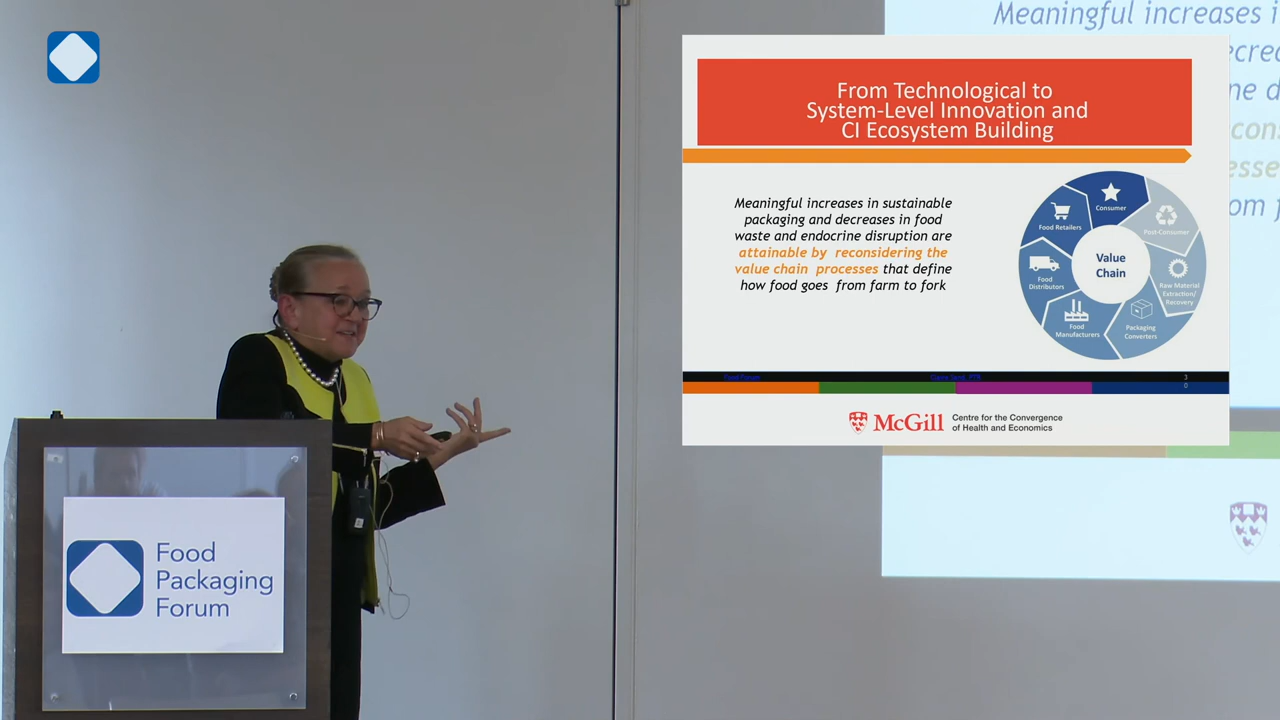 Food
Packaging
Forum
From Technological to
System-Level Innovation and
CI Ecosystem Building
Meaningful increases in sustainable
packaging and decreases in food
waste and endocrine disruption are
attainable by reconsidering the
value chain processes that define
how food goes from farm to fork
Value
Chain
Consumer
Post-Consumer
Raw Material
Extraction/
Recovery
Packaging
Converters
Food
Manufacturers
Food
Distributors
Food Retailers
3
0
McGill
Centre for the Convergence
of Health and Economics
Meaningful increases i